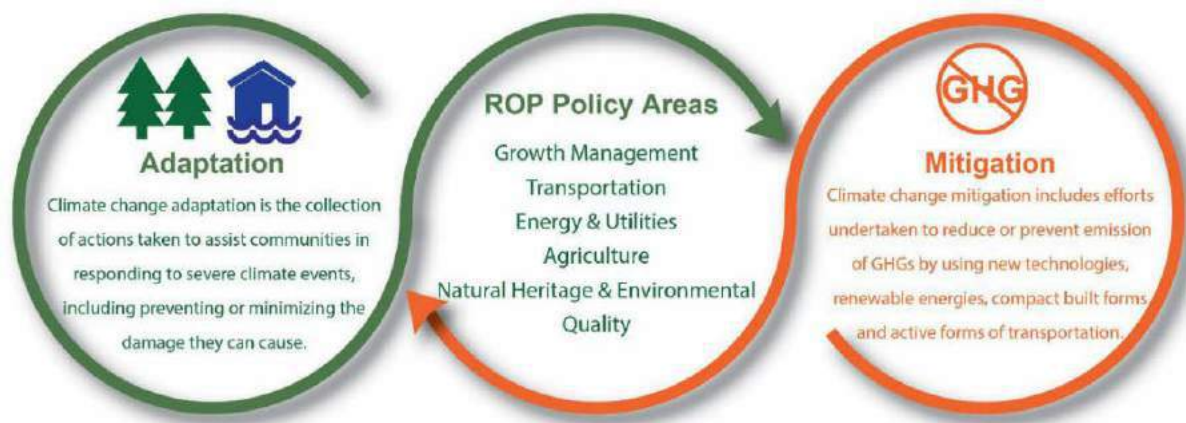 Adaptation
Climate change adaptation is the collection
of actions taken to assist communities in
responding to severe climate events,
including preventing or minimizing the
damage they can cause.
ROP Policy Areas
Growth Management
Transportation
Energy & Utilities
Agriculture
Natural Heritage & Environmental
Quality
GHG
Mitigation
Climate change mitigation includes efforts
undertaken to reduce or prevent emission
of GHGs by using new technologies,
renewable energies, compact built forms
and active forms of transportation.